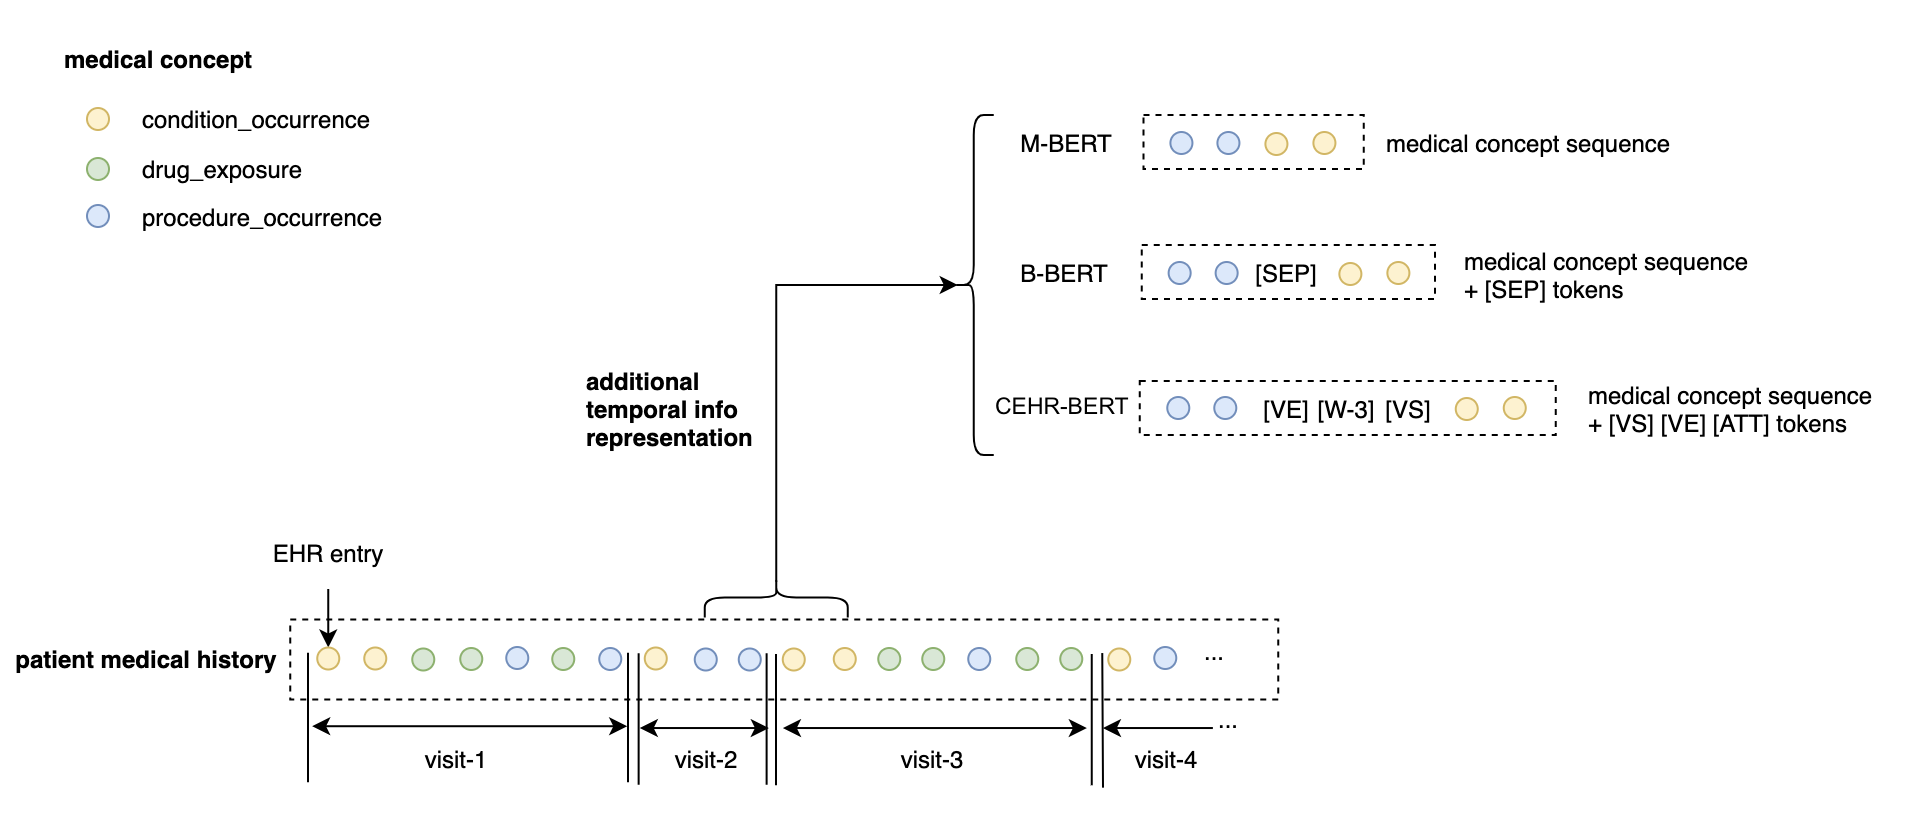 medical concept
condition_occurrence
drug_exposure
procedure_occurrence
M-BERT
medical concept sequence
B-BERT
[SEP]
medical concept sequence
+ [SEP] tokens
CEHR-BERT
[VE] [W-3] [VS]
medical concept sequence
+ [VS] [VE] [ATT] tokens
additional
temporal info
representation
EHR entry
patient medical history
...
visit-1
visit-2
visit-3
visit-4
...